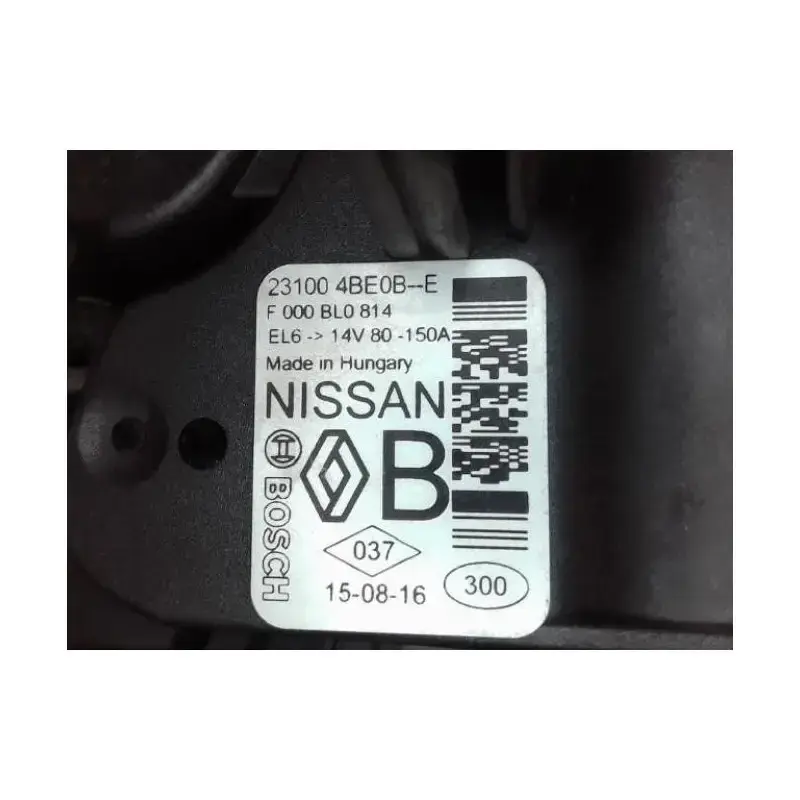 23100 4BE0B--E
F 000 BL0 814
EL6 -> 14V 80 -150A
Made in Hungary
NISSAN
BOSCH
B
037
15-08-16
300